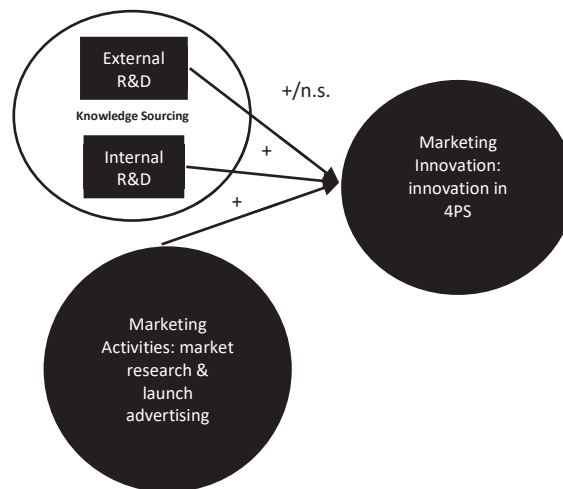 External
R&D
+/n.s.
Knowledge Sourcing
Internal
R&D
+
+
Marketing
Innovation:
innovation in
4PS
Marketing
Activities: market
research &
launch
advertising